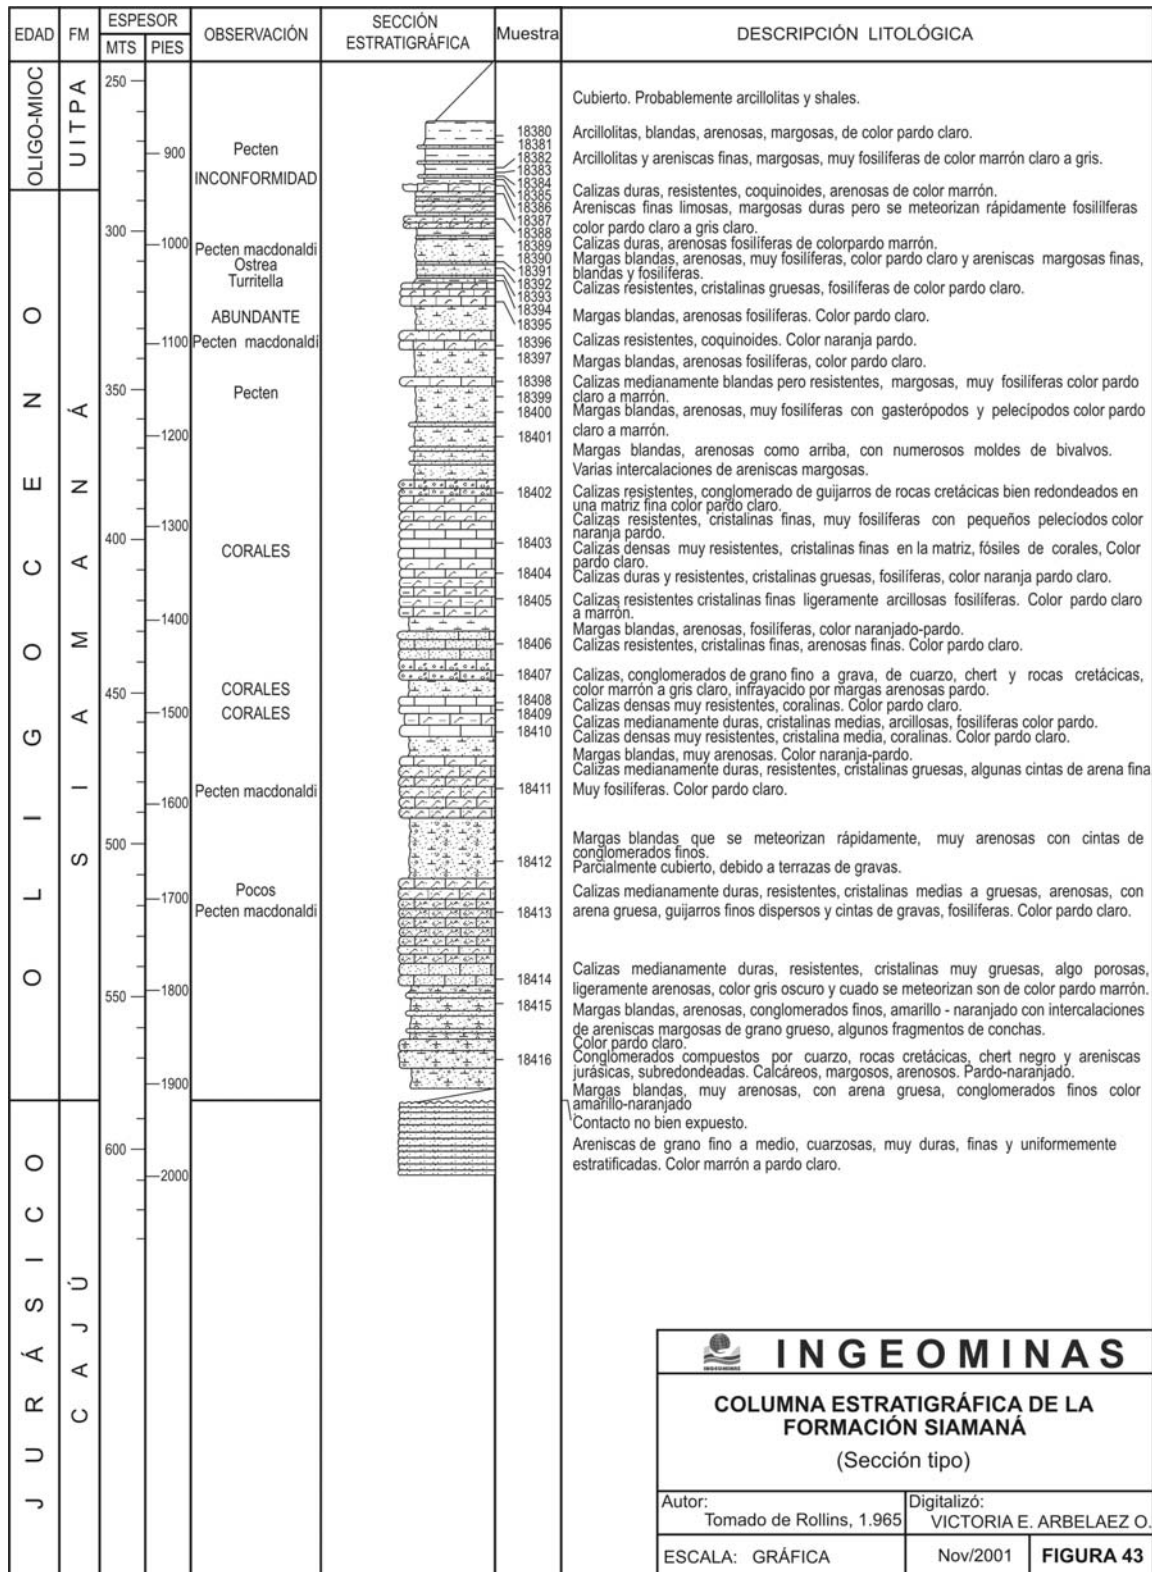 EDAD
FM
ESPESOR
MTS
PIES
OBSERVACIÓN
SECCIÓN
ESTRATIGRÁFICA
Muestra
DESCRIPCIÓN LITOLÓGICA
OLIGO-MIOC
OLIGOCENO
JURÁSICO
UITPA
SIAMANÁ
CAJÚ
250
300
350
400
450
500
550
600
900
1000
1100
1200
1300
1400
1500
1600
1700
1800
1900
2000
Pecten
INCONFORMIDAD
Pecten macdonaldi
Ostrea
Turritella
ABUNDANTE
Pecten macdonaldi
Pecten
CORALES
CORALES
CORALES
Pecten macdonaldi
Pocos
Pecten macdonaldi
18380
18381
18382
18383
18384
18385
18386
18387
18388
18389
18390
18391
18392
18393
18394
18395
18396
18397
18398
18399
18400
18401
18402
18403
18404
18405
18406
18407
18408
18409
18410
18411
18412
18413
18414
18415
18416
Cubierto. Probablemente arcillolitas y shales.
Arcillolitas, blandas, arenosas, margosas, de color pardo claro.
Arcillolitas y areniscas finas, margosas, muy fosilíferas de color marrón claro a gris.
Calizas duras, resistentes, coquinoides, arenosas de color marrón.
Areniscas finas limosas, margosas duras pero se meteorizan rápidamente fosilílferas
color pardo claro a gris claro.
Calizas duras, arenosas fosilíferas de colorpardo marrón.
Margas blandas, arenosas, muy fosilíferas, color pardo claro y areniscas margosas finas,
blandas y fosilíferas.
Calizas resistentes, cristalinas gruesas, fosilíferas de color pardo claro.
Margas blandas, arenosas fosilíferas. Color pardo claro.
Calizas resistentes, coquinoides. Color naranja pardo.
Margas blandas, arenosas fosilíferas, color pardo claro.
Calizas medianamente blandas pero resistentes, margosas, muy fosilíferas color pardo
claro a marrón.
Margas blandas, arenosas, muy fosilíferas con gasterópodos y pelecípodos color pardo
claro a marrón.
Margas blandas, arenosas como arriba, con numerosos moldes de bivalvos.
Varias intercalaciones de areniscas margosas.
Calizas resistentes, conglomerado de guijarros de rocas cretácicas bien redondeados en
una matriz fina color pardo claro.
Calizas resistentes, cristalinas finas, muy fosilíferas con pequeños pelecíodos color
naranja pardo.
Calizas densas muy resistentes, cristalinas finas en la matriz, fósiles de corales, Color
pardo claro.
Calizas duras y resistentes, cristalinas gruesas, fosilíferas, color naranja pardo claro.
Calizas resistentes cristalinas finas ligeramente arcillosas fosilíferas. Color pardo claro
a marrón.
Margas blandas, arenosas, fosilíferas, color naranjado-pardo.
Calizas resistentes, cristalinas finas, arenosas finas. Color pardo claro.
Calizas, conglomerados de grano fino a grava, de cuarzo, chert y rocas cretácicas,
color marrón a gris claro, infrayacido por margas arenosas pardo.
Calizas densas muy resistentes, coralinas. Color pardo claro.
Calizas medianamente duras, cristalinas medias, arcillosas, fosilíferas color pardo.
Calizas densas muy resistentes, cristalina media, coralinas. Color pardo claro.
Margas blandas, muy arenosas. Color naranja-pardo.
Calizas medianamente duras, resistentes, cristalinas gruesas, algunas cintas de arena fina
Muy fosilíferas. Color pardo claro.
Margas blandas que se meteorizan rápidamente, muy arenosas con cintas de
conglomerados finos.
Parcialmente cubierto, debido a terrazas de gravas.
Calizas medianamente duras, resistentes, cristalinas medias a gruesas, arenosas, con
arena gruesa, guijarros finos dispersos y cintas de gravas, fosilíferas. Color pardo claro.
Calizas medianamente duras, resistentes, cristalinas muy gruesas, algo porosas,
ligeramente arenosas, color gris oscuro y cuado se meteorizan son de color pardo marrón.
Margas blandas, arenosas, conglomerados finos, amarillo - naranjado con intercalaciones
de areniscas margosas de grano grueso, algunos fragmentos de conchas.
Color pardo claro.
Conglomerados compuestos por cuarzo, rocas cretácicas, chert negro y areniscas
jurásicas, subredondeadas. Calcáreos, margosos, arenosos. Pardo-naranjado.
Margas blandas, muy arenosas, con arena gruesa, conglomerados finos color
amarillo-naranjado
Contacto no bien expuesto.
Areniscas de grano fino a medio, cuarzosas, muy duras, finas y uniformemente
estratificadas. Color marrón a pardo claro.
INGEOMINAS
INGEOMINAS
COLUMNA ESTRATIGRÁFICA DE LA
FORMACIÓN SIAMANÁ
(Sección tipo)
Autor:
Tomado de Rollins, 1.965
Digitalizó:
VICTORIA E. ARBELAEZ O.
ESCALA: GRÁFICA
Nov/2001
FIGURA 43